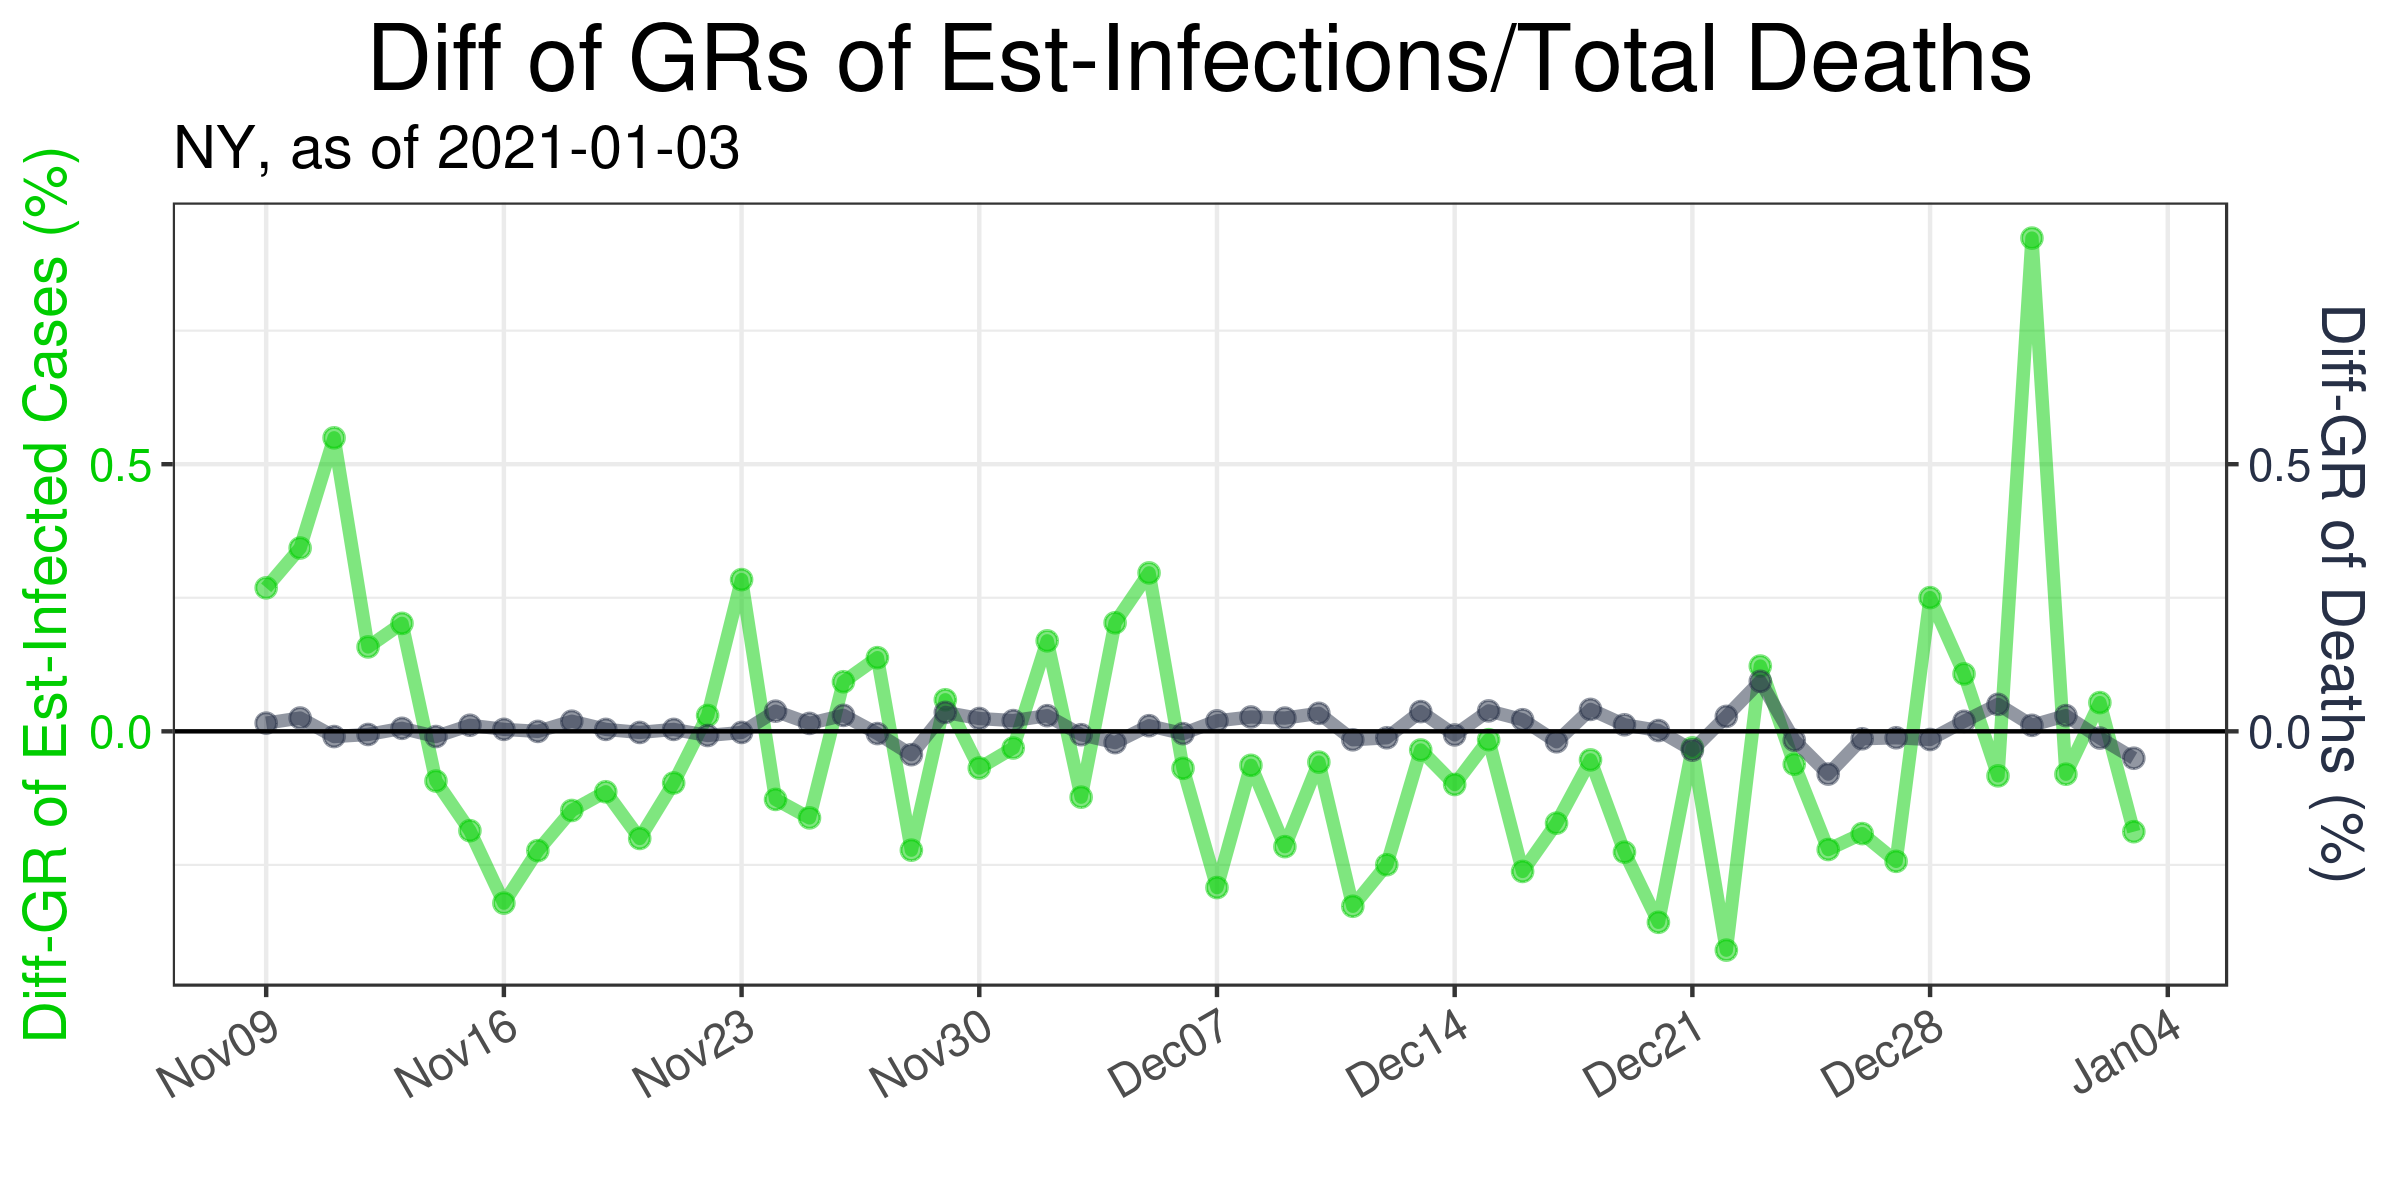 Diff of GRs of Est-Infections/Total Deaths
NY, as of 2021-01-03
Diff-GR of Est-Infected Cases (%)
0.5
0.0
0.5
0.0
Diff-GR of Deaths (%)
Nov09
Nov16
Nov23
Nov30
Dec07
Dec14
Dec21
Dec28
Jan04